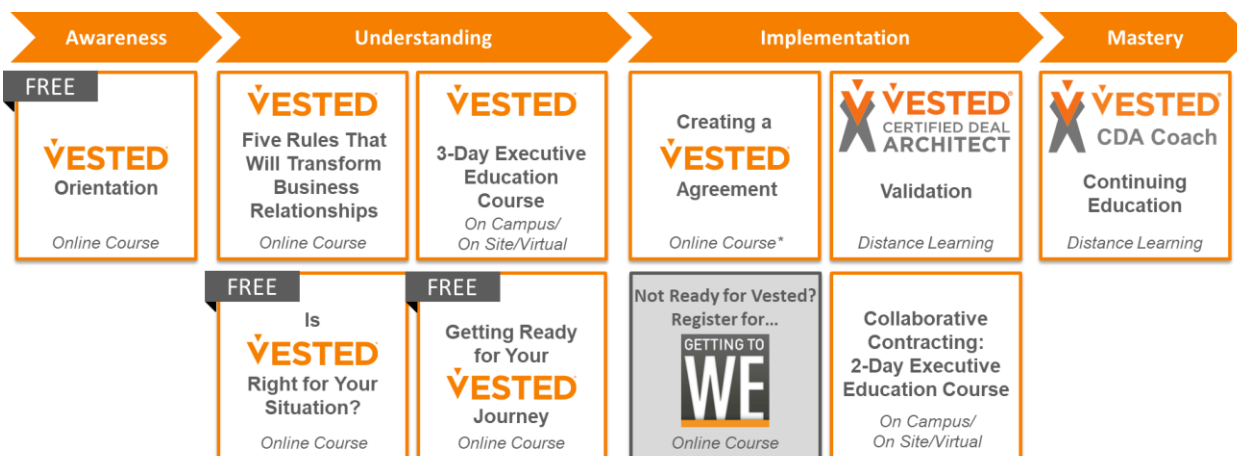 Awareness
Understanding
Implementation
Mastery
FREE
VESTED
Orientation
Online Course
VESTED®
Five Rules That
Will Transform
Business
Relationships
Online Course
VESTED®
3-Day Executive
Education
Course
On Campus/
On Site/Virtual
Creating a
VESTED®
Agreement
Online Course*
VESTED®
CERTIFIED DEAL
ARCHITECT
Validation
Distance Learning
VESTED®
CDA Coach
Continuing
Education
Distance Learning
FREE
Is
VESTED
Right for Your
Situation?
Online Course
FREE
Getting Ready
for Your
VESTED
Journey
Online Course
Not Ready for Vested?
Register for...
GETTING TO
WE
Online Course
Collaborative
Contracting:
2-Day Executive
Education Course
On Campus/
On Site/Virtual